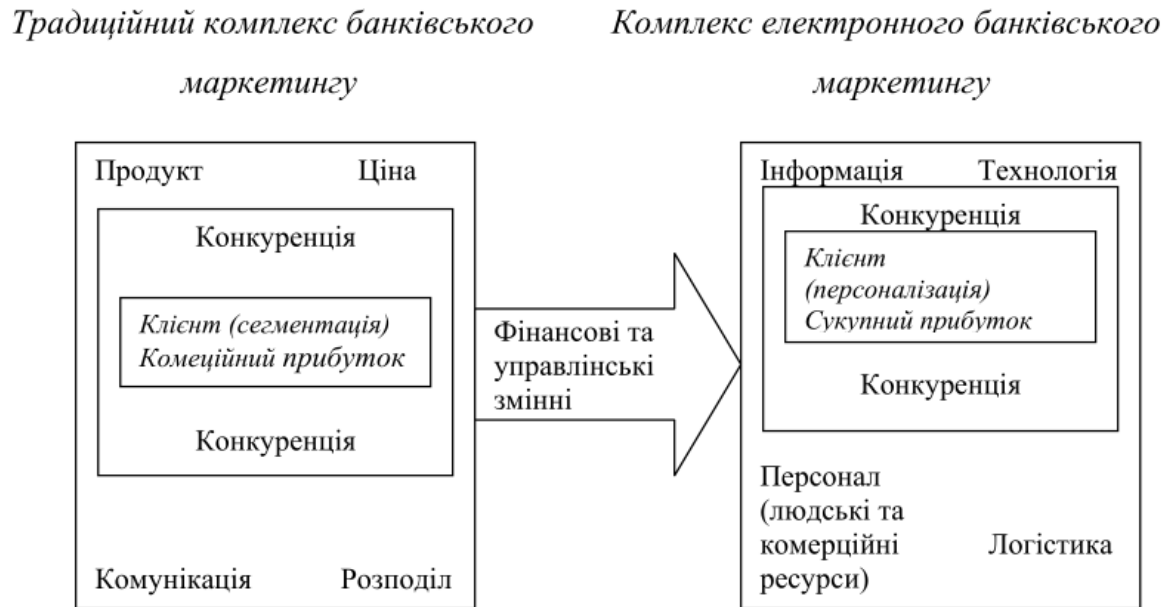 Традиційний комплекс банківського
маркетингу
Комплекс електронного банківського
маркетингу
Продукт Ціна
Конкуренція
Клієнт (сегментація)
Комеційний прибуток
Конкуренція
Комунікація Розподіл
Фінансові та
управлінські
змінні
Інформація Технологія
Конкуренція
Клієнт
(персоналізація)
Сукупний прибуток
Конкуренція
Персонал
(людські та
комерційні
ресурси)
Логістика